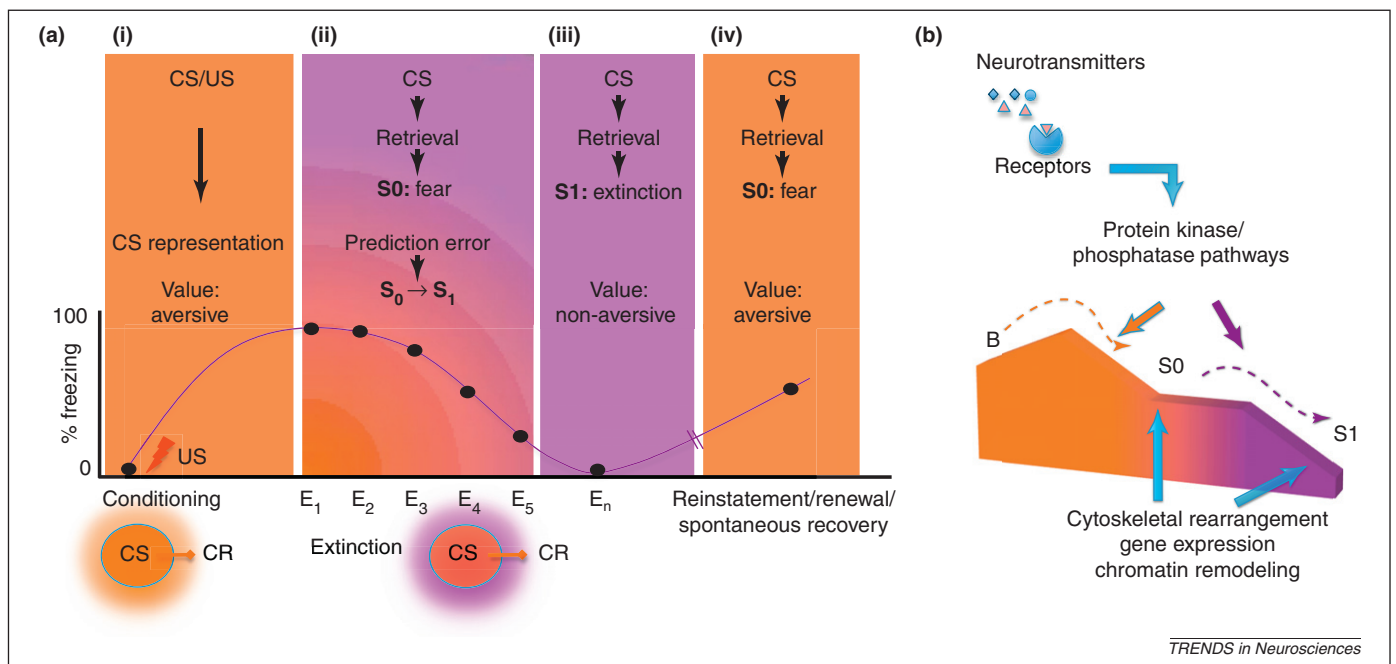 (a)
(i)
CS/US
CS representation
Value:
aversive
(ii)
CS
Retrieval
S0: fear
Prediction error
S₀ → S₁
(iii)
CS
Retrieval
S1: extinction
Value:
non-aversive
(iv)
CS
Retrieval
S0: fear
Value:
aversive
% freezing
100
0
US
Conditioning
E₁
E₂
E₃
E₄
E₅
Eₙ
Reinstatement/renewal/
spontaneous recovery
CS
CR
Extinction
CS
CR
(b)
Neurotransmitters
Receptors
Protein kinase/
phosphatase pathways
B
S0
S1
Cytoskeletal rearrangement
gene expression
chromatin remodeling
TRENDS in Neurosciences